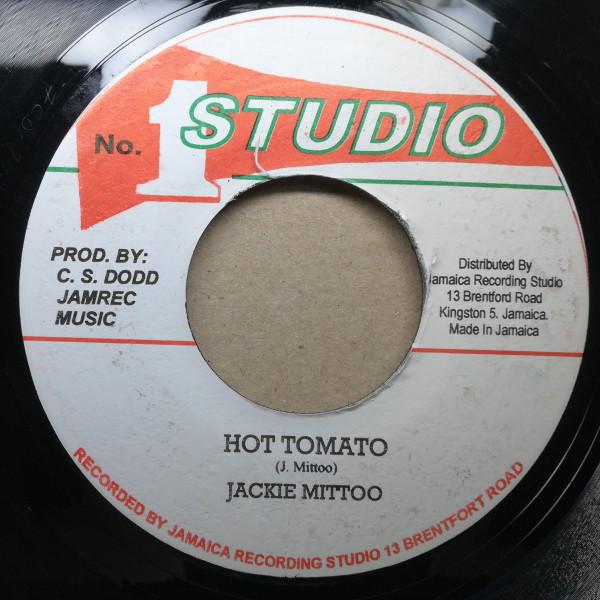 No. 1 STUDIO
PROD. BY:
C. S. DODD
JAMREC
MUSIC
Distributed By
Jamaica Recording Studio
13 Brentford Road
Kingston 5. Jamaica.
Made In Jamaica
HOT TOMATO
(J. Mittoo)
JACKIE MITTOO
RECORDED BY JAMAICA RECORDING STUDIO 13 BRENTFORT ROAD